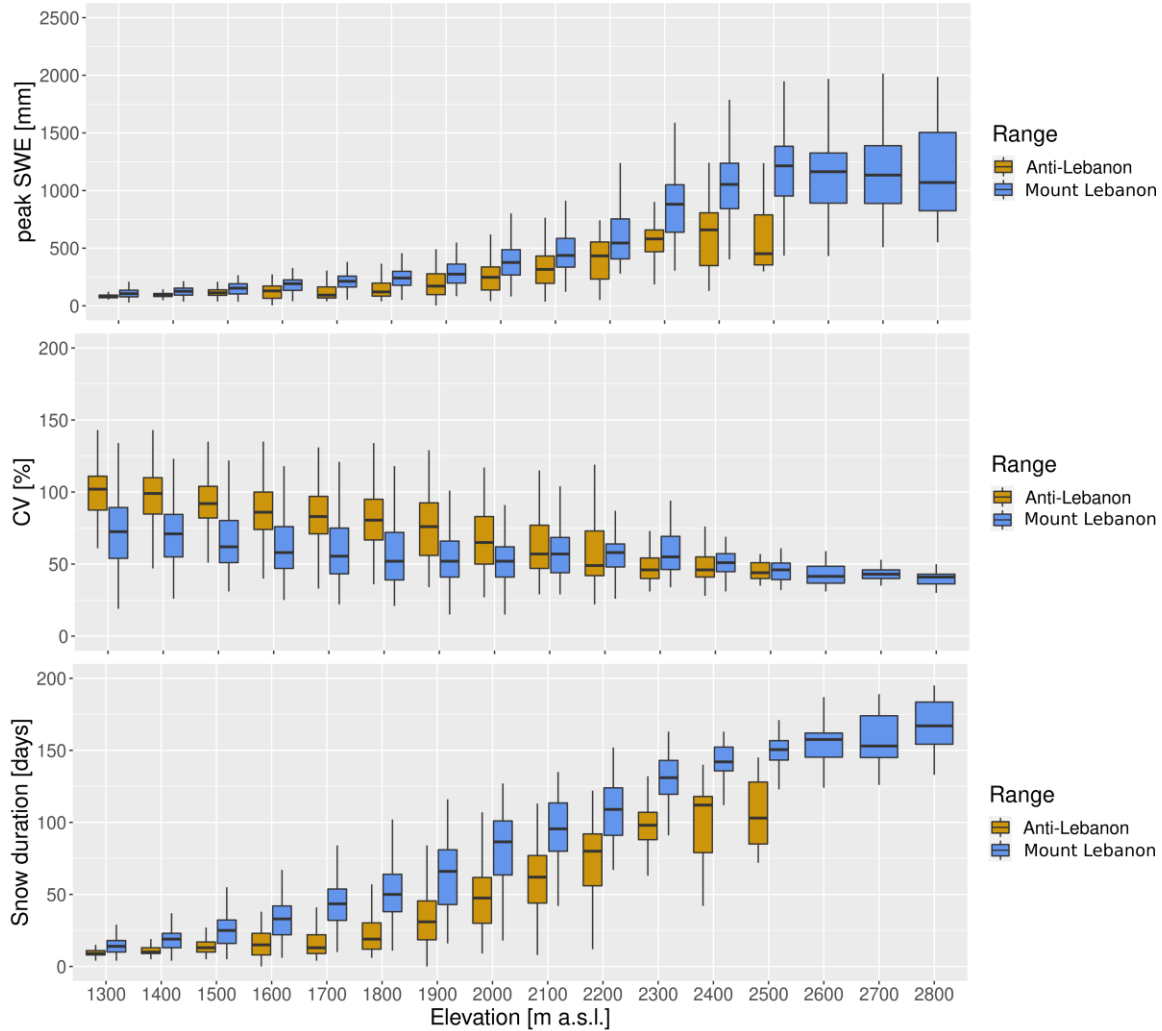 2500
2000
1500
1000
500
0
peak SWE [mm]
Range
Anti-Lebanon
Mount Lebanon
200
150
100
50
0
CV [%]
Range
Anti-Lebanon
Mount Lebanon
200
150
100
50
0
Snow duration [days]
Range
Anti-Lebanon
Mount Lebanon
1300 1400 1500 1600 1700 1800 1900 2000 2100 2200 2300 2400 2500 2600 2700 2800
Elevation [m a.s.l.]